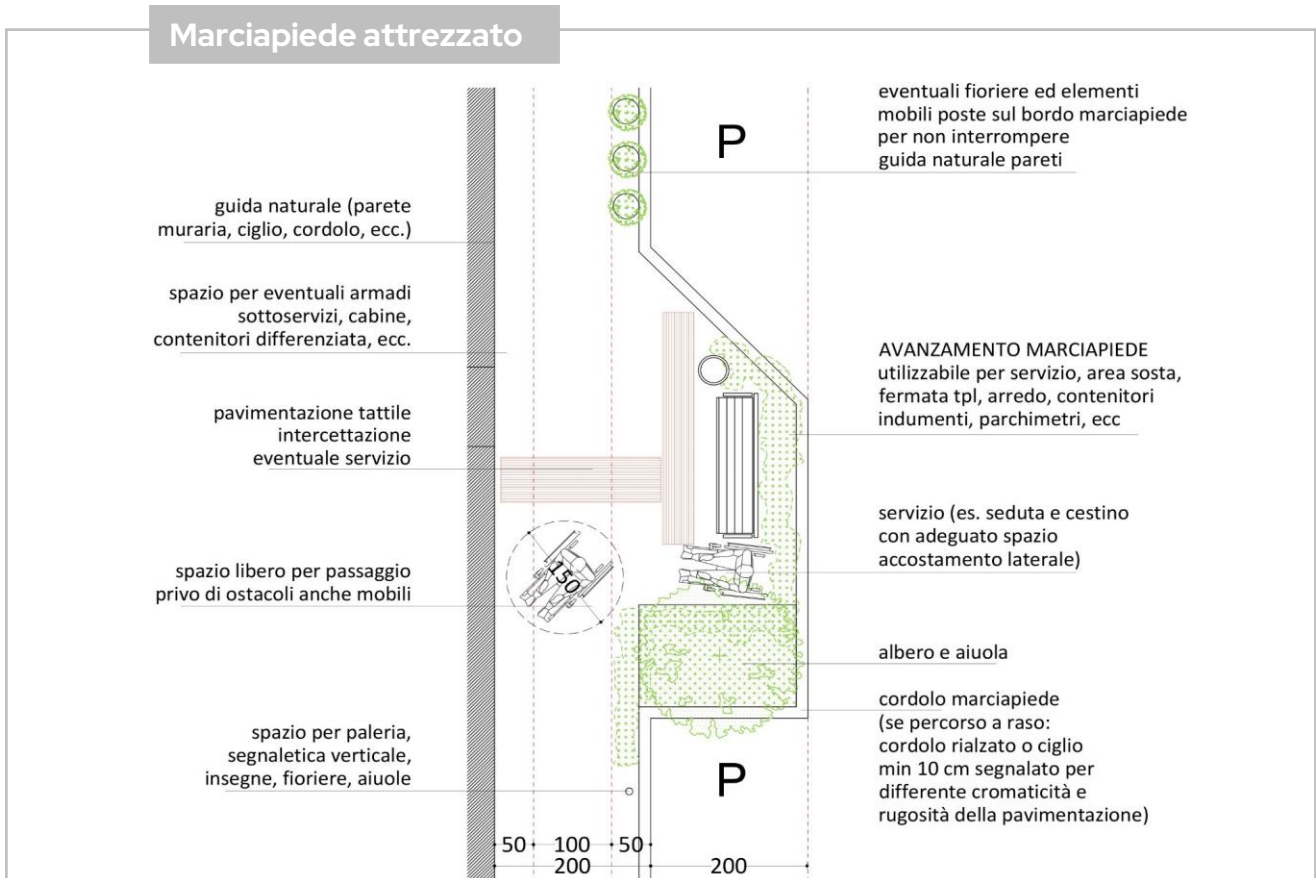 Marciapiede attrezzato
eventuali fioriere ed elementi
mobili poste sul bordo marciapiede
per non interrompere
guida naturale pareti
P
guida naturale (parete
muraria, ciglio, cordolo, ecc.)
spazio per eventuali armadi
sottoservizi, cabine,
contenitori differenziata, ecc.
AVANZAMENTO MARCIAPIEDE
utilizzabile per servizio, area sosta,
fermata tpl, arredo, contenitori
indumenti, parchimetri, ecc
pavimentazione tattile
intercettazione
eventuale servizio
servizio (es. seduta e cestino
con adeguato spazio
accostamento laterale)
spazio libero per passaggio
privo di ostacoli anche mobili
150
albero e aiuola
cordolo marciapiede
(se percorso a raso:
cordolo rialzato o ciglio
min 10 cm segnalato per
differente cromaticità e
rugosità della pavimentazione)
spazio per paleria,
segnaletica verticale,
insegne, fioriere, aiuole
P
50 100 50
200 200